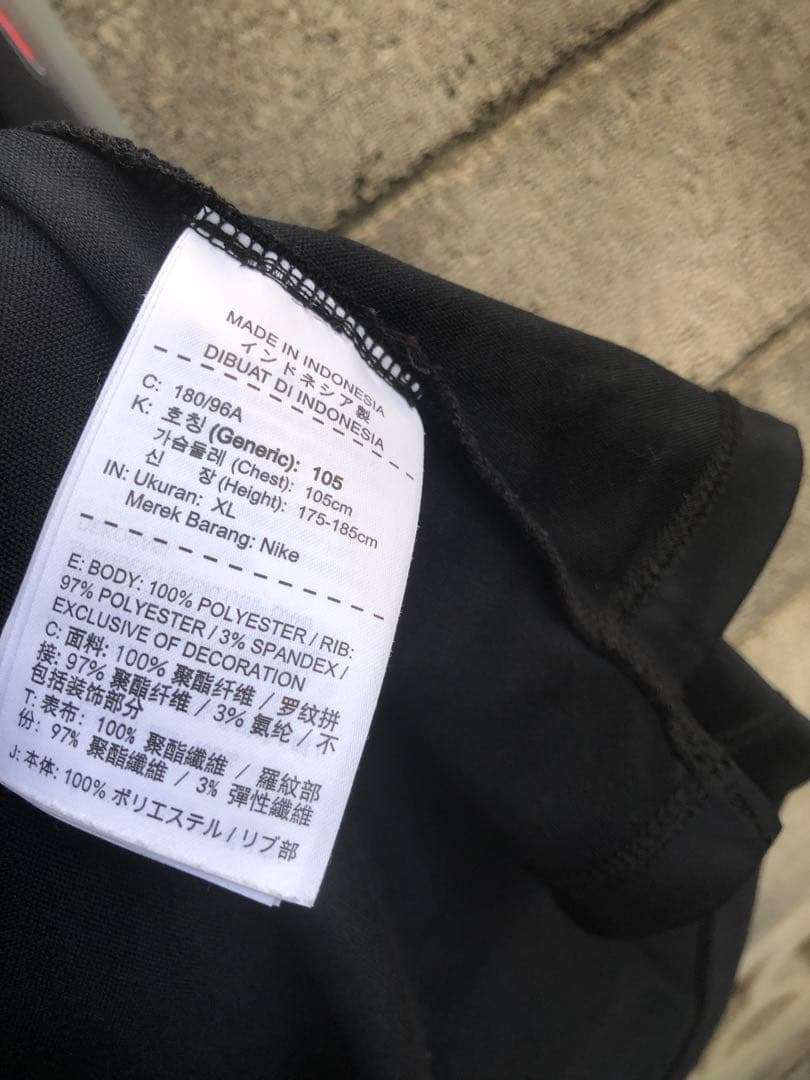 MADE IN INDONESIA
インドネシア製
DIBUAT DI INDONESIA
C: 180/96A
K: 호칭 (Generic): 105
가슴둘레 (Chest): 105cm
신 장 (Height): 175-185cm
IN: Ukuran: XL
Merek Barang: Nike
E: BODY: 100% POLYESTER / RIB:
97% POLYESTER / 3% SPANDEX /
EXCLUSIVE OF DECORATION
C: 面料: 100% 聚酯纤维 / 罗纹拼
接: 97% 聚酯纤维 / 3% 氨纶 / 不
包括装饰部分
T: 表布: 100% 聚酯纖維 / 羅紋部
份: 97% 聚酯纖維 / 3% 彈性纖維
J: 本体: 100% ポリエステル / リブ部